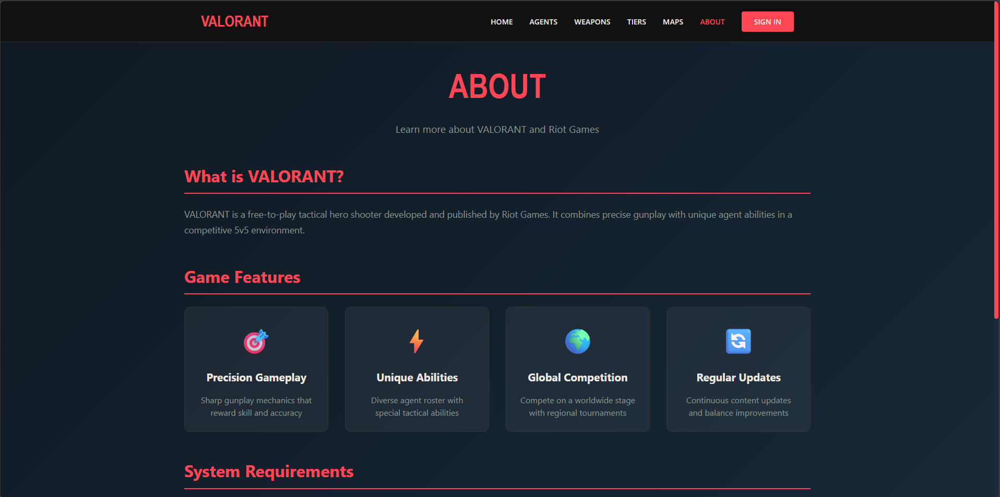 VALORANT
HOME
AGENTS
WEAPONS
TIERS
MAPS
ABOUT
SIGN IN
ABOUT
Learn more about VALORANT and Riot Games
What is VALORANT?
VALORANT is a free-to-play tactical hero shooter developed and published by Riot Games. It combines precise gunplay with unique agent abilities in a
competitive 5v5 environment.
Game Features
Precision Gameplay
Sharp gunplay mechanics that
reward skill and accuracy
Unique Abilities
Diverse agent roster with
special tactical abilities
Global Competition
Compete on a worldwide stage
with regional tournaments
Regular Updates
Continuous content updates
and balance improvements
System Requirements